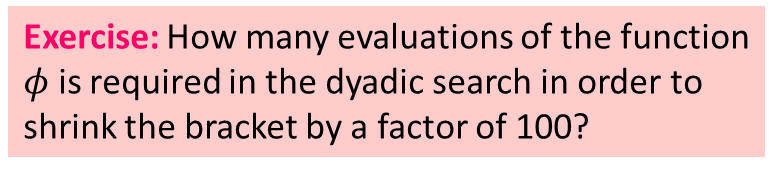 Exercise: How many evaluations of the function
𝜙 is required in the dyadic search in order to
shrink the bracket by a factor of 100?